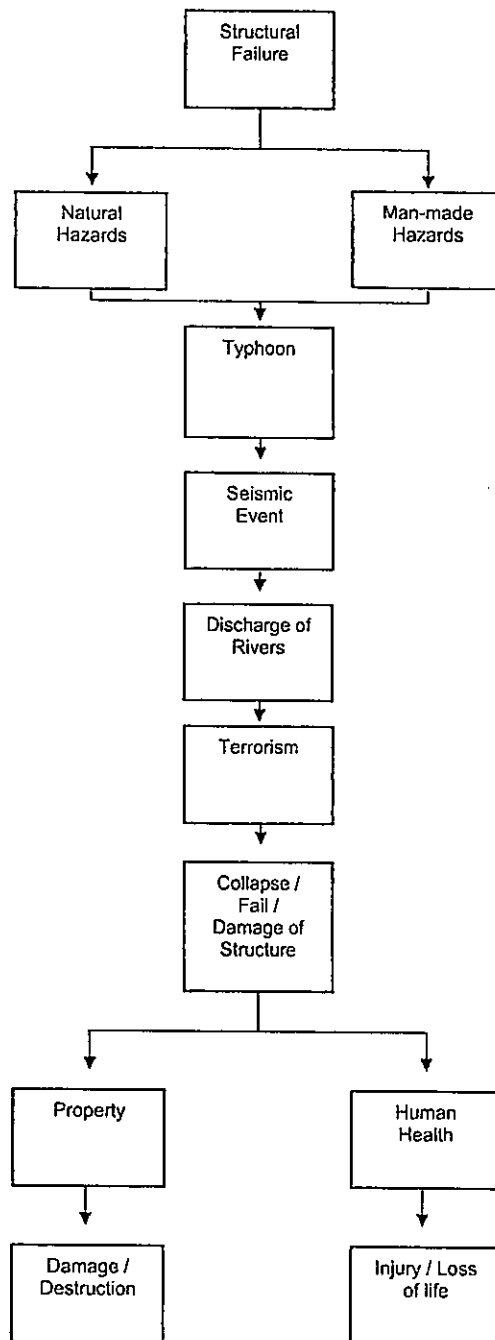 Structural
Failure
Natural
Hazards
Man-made
Hazards
Typhoon
Seismic
Event
Discharge of
Rivers
Terrorism
Collapse /
Fail /
Damage of
Structure
Property
Human
Health
Damage /
Destruction
Injury / Loss
of life